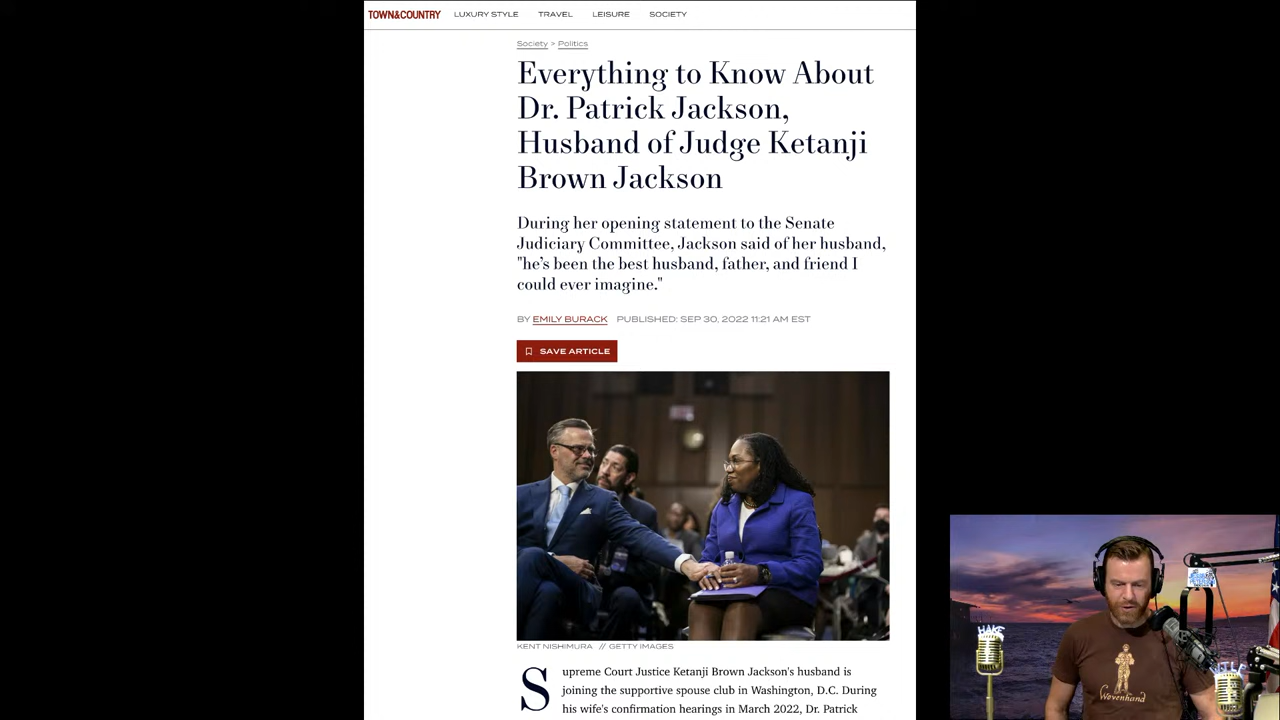 TOWN&COUNTRY LUXURY STYLE TRAVEL LEISURE SOCIETY
Society > Politics
Everything to Know About
Dr. Patrick Jackson,
Husband of Judge Ketanji
Brown Jackson
During her opening statement to the Senate
Judiciary Committee, Jackson said of her husband,
"he's been the best husband, father, and friend I
could ever imagine."
BY EMILY BURACK PUBLISHED: SEP 30, 2022 11:21 AM EST
SAVE ARTICLE
KENT NISHIMURA // GETTY IMAGES
Supreme Court Justice Ketanji Brown Jackson's husband is
joining the supportive spouse club in Washington, D.C. During
his wife's confirmation hearings in March 2022, Dr. Patrick
HAKE